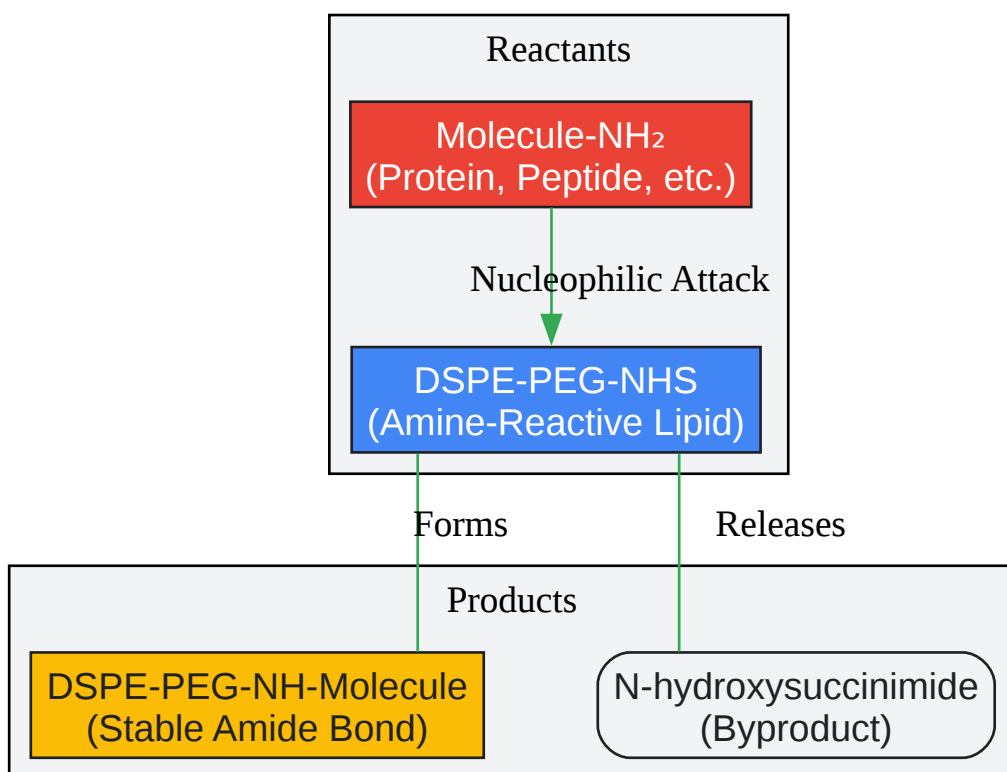 Reactants
Molecule-NH₂
(Protein, Peptide, etc.)
Nucleophilic Attack
DSPE-PEG-NHS
(Amine-Reactive Lipid)
Forms
Releases
Products
DSPE-PEG-NH-Molecule
(Stable Amide Bond)
N-hydroxysuccinimide
(Byproduct)